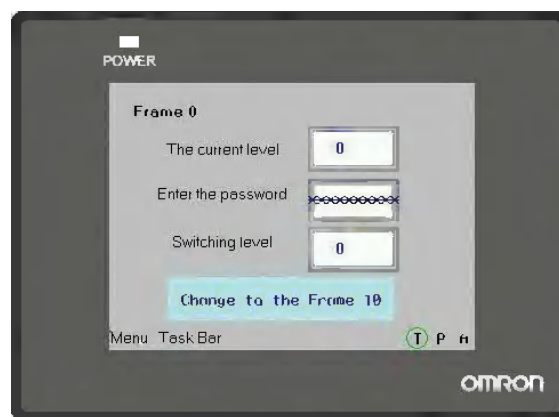 POWER
Frame 0
The current level 0
Enter the password
Switching level 0
Change to the Frame 10
Menu Task Bar T P A
OMRON